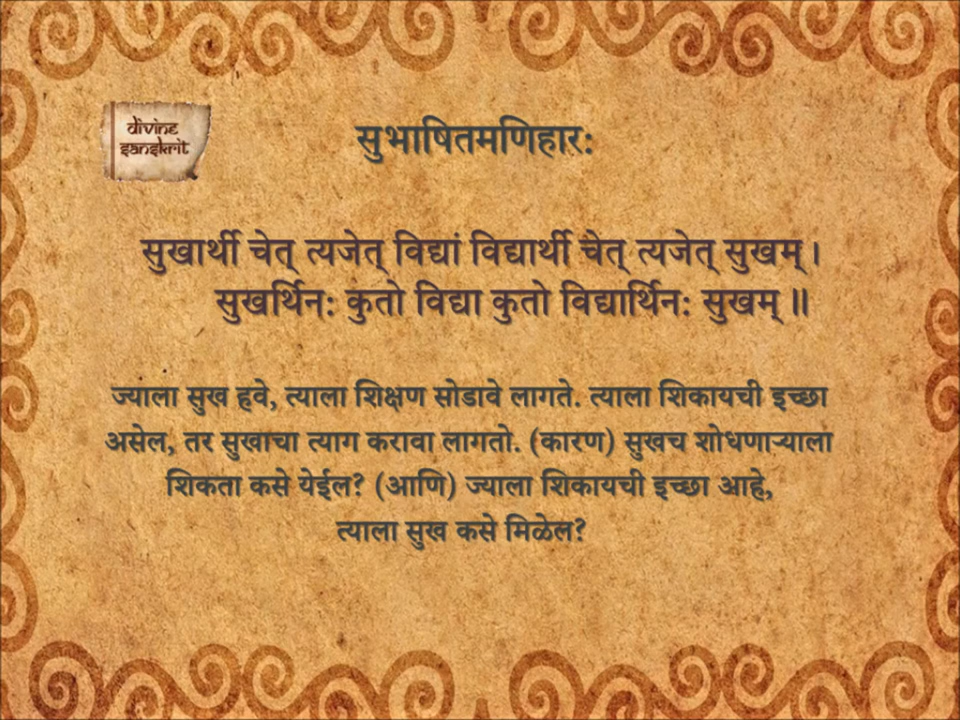 divine
sanskrit
सुभाषितमणिहारः
सुखार्थी चेत् त्यजेत् विद्यां विद्यार्थी चेत् त्यजेत् सुखम् ।
सुखर्थिनः कुतो विद्या कुतो विद्यार्थिनः सुखम् ॥
ज्याला सुख हवे, त्याला शिक्षण सोडावे लागते. त्याला शिकायची इच्छा
असेल, तर सुखाचा त्याग करावा लागतो. (कारण) सुखच शोधणाऱ्याला
शिकता कसे येईल? (आणि) ज्याला शिकायची इच्छा आहे,
त्याला सुख कसे मिळेल?